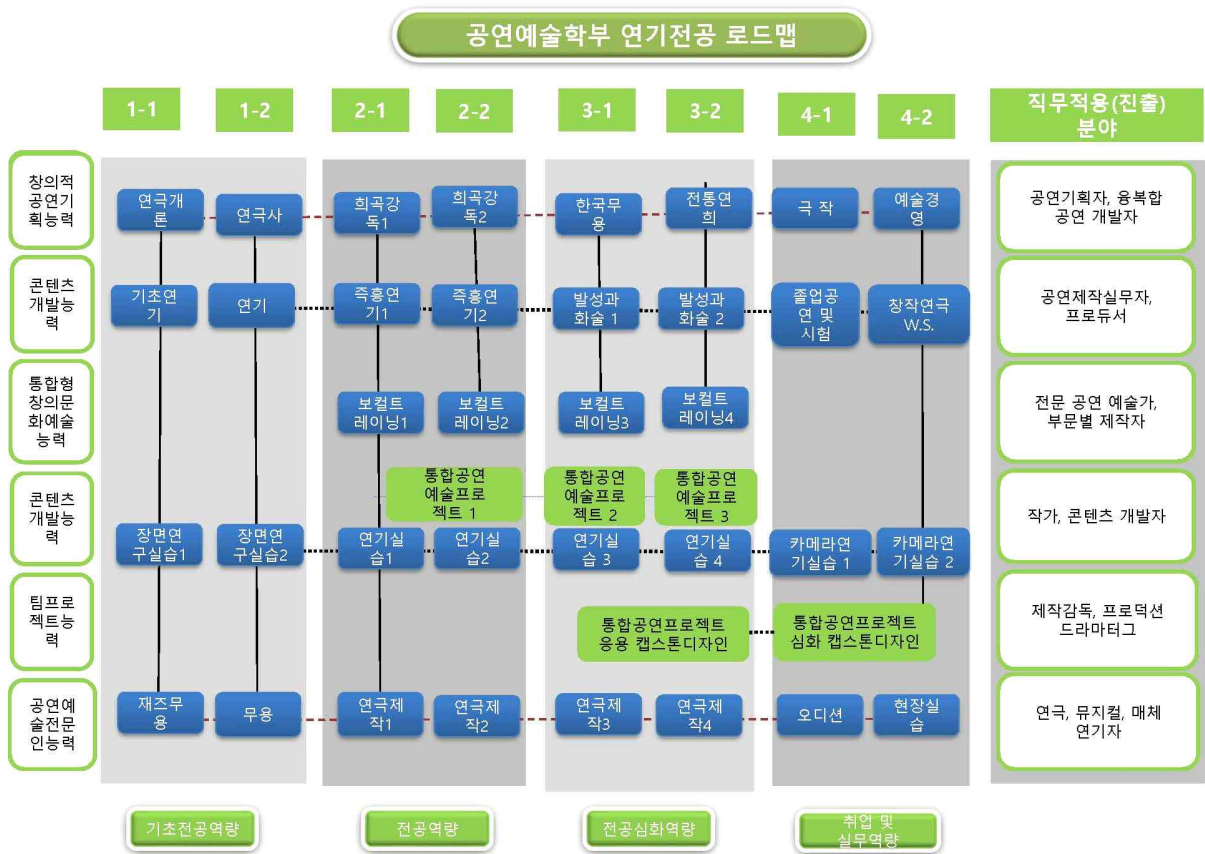 공연예술학부 연기전공 로드맵
1-1
1-2
2-1
2-2
3-1
3-2
4-1
4-2
직무적용(진출)
분야
창의적
공연기
획능력
연극개
론
연극사
희곡강
독1
희곡강
독2
한국무
용
전통연
희
극 작
예술경
영
공연기획자, 융복합
공연 개발자
콘텐츠
개발능
력
기초연
기
연기
즉흥연
기1
즉흥연
기2
발성과
화술 1
발성과
화술 2
졸업공
연 및
시험
창작연극
W.S.
공연제작실무자,
프로듀서
통합형
창의문
화예술
능력
보컬트
레이닝1
보컬트
레이닝2
보컬트
레이닝3
보컬트
레이닝4
전문 공연 예술가,
부문별 제작자
콘텐츠
개발능
력
통합공연
예술프로
젝트 1
통합공연
예술프로
젝트 2
통합공연
예술프로
젝트 3
장면연
구실습1
장면연
구실습2
연기실
습1
연기실
습2
연기실
습 3
연기실
습 4
카메라연
기실습 1
카메라연
기실습 2
작가, 콘텐츠 개발자
팀프로
젝트능
력
통합공연프로젝트
응용 캡스톤디자인
통합공연프로젝트
심화 캡스톤디자인
제작감독, 프로덕션
드라마터그
공연예
술전문
인능력
재즈무
용
무용
연극제
작1
연극제
작2
연극제
작3
연극제
작4
오디션
현장실
습
연극, 뮤지컬, 매체
연기자
기초전공역량
전공역량
전공심화역량
취업 및
실무역량